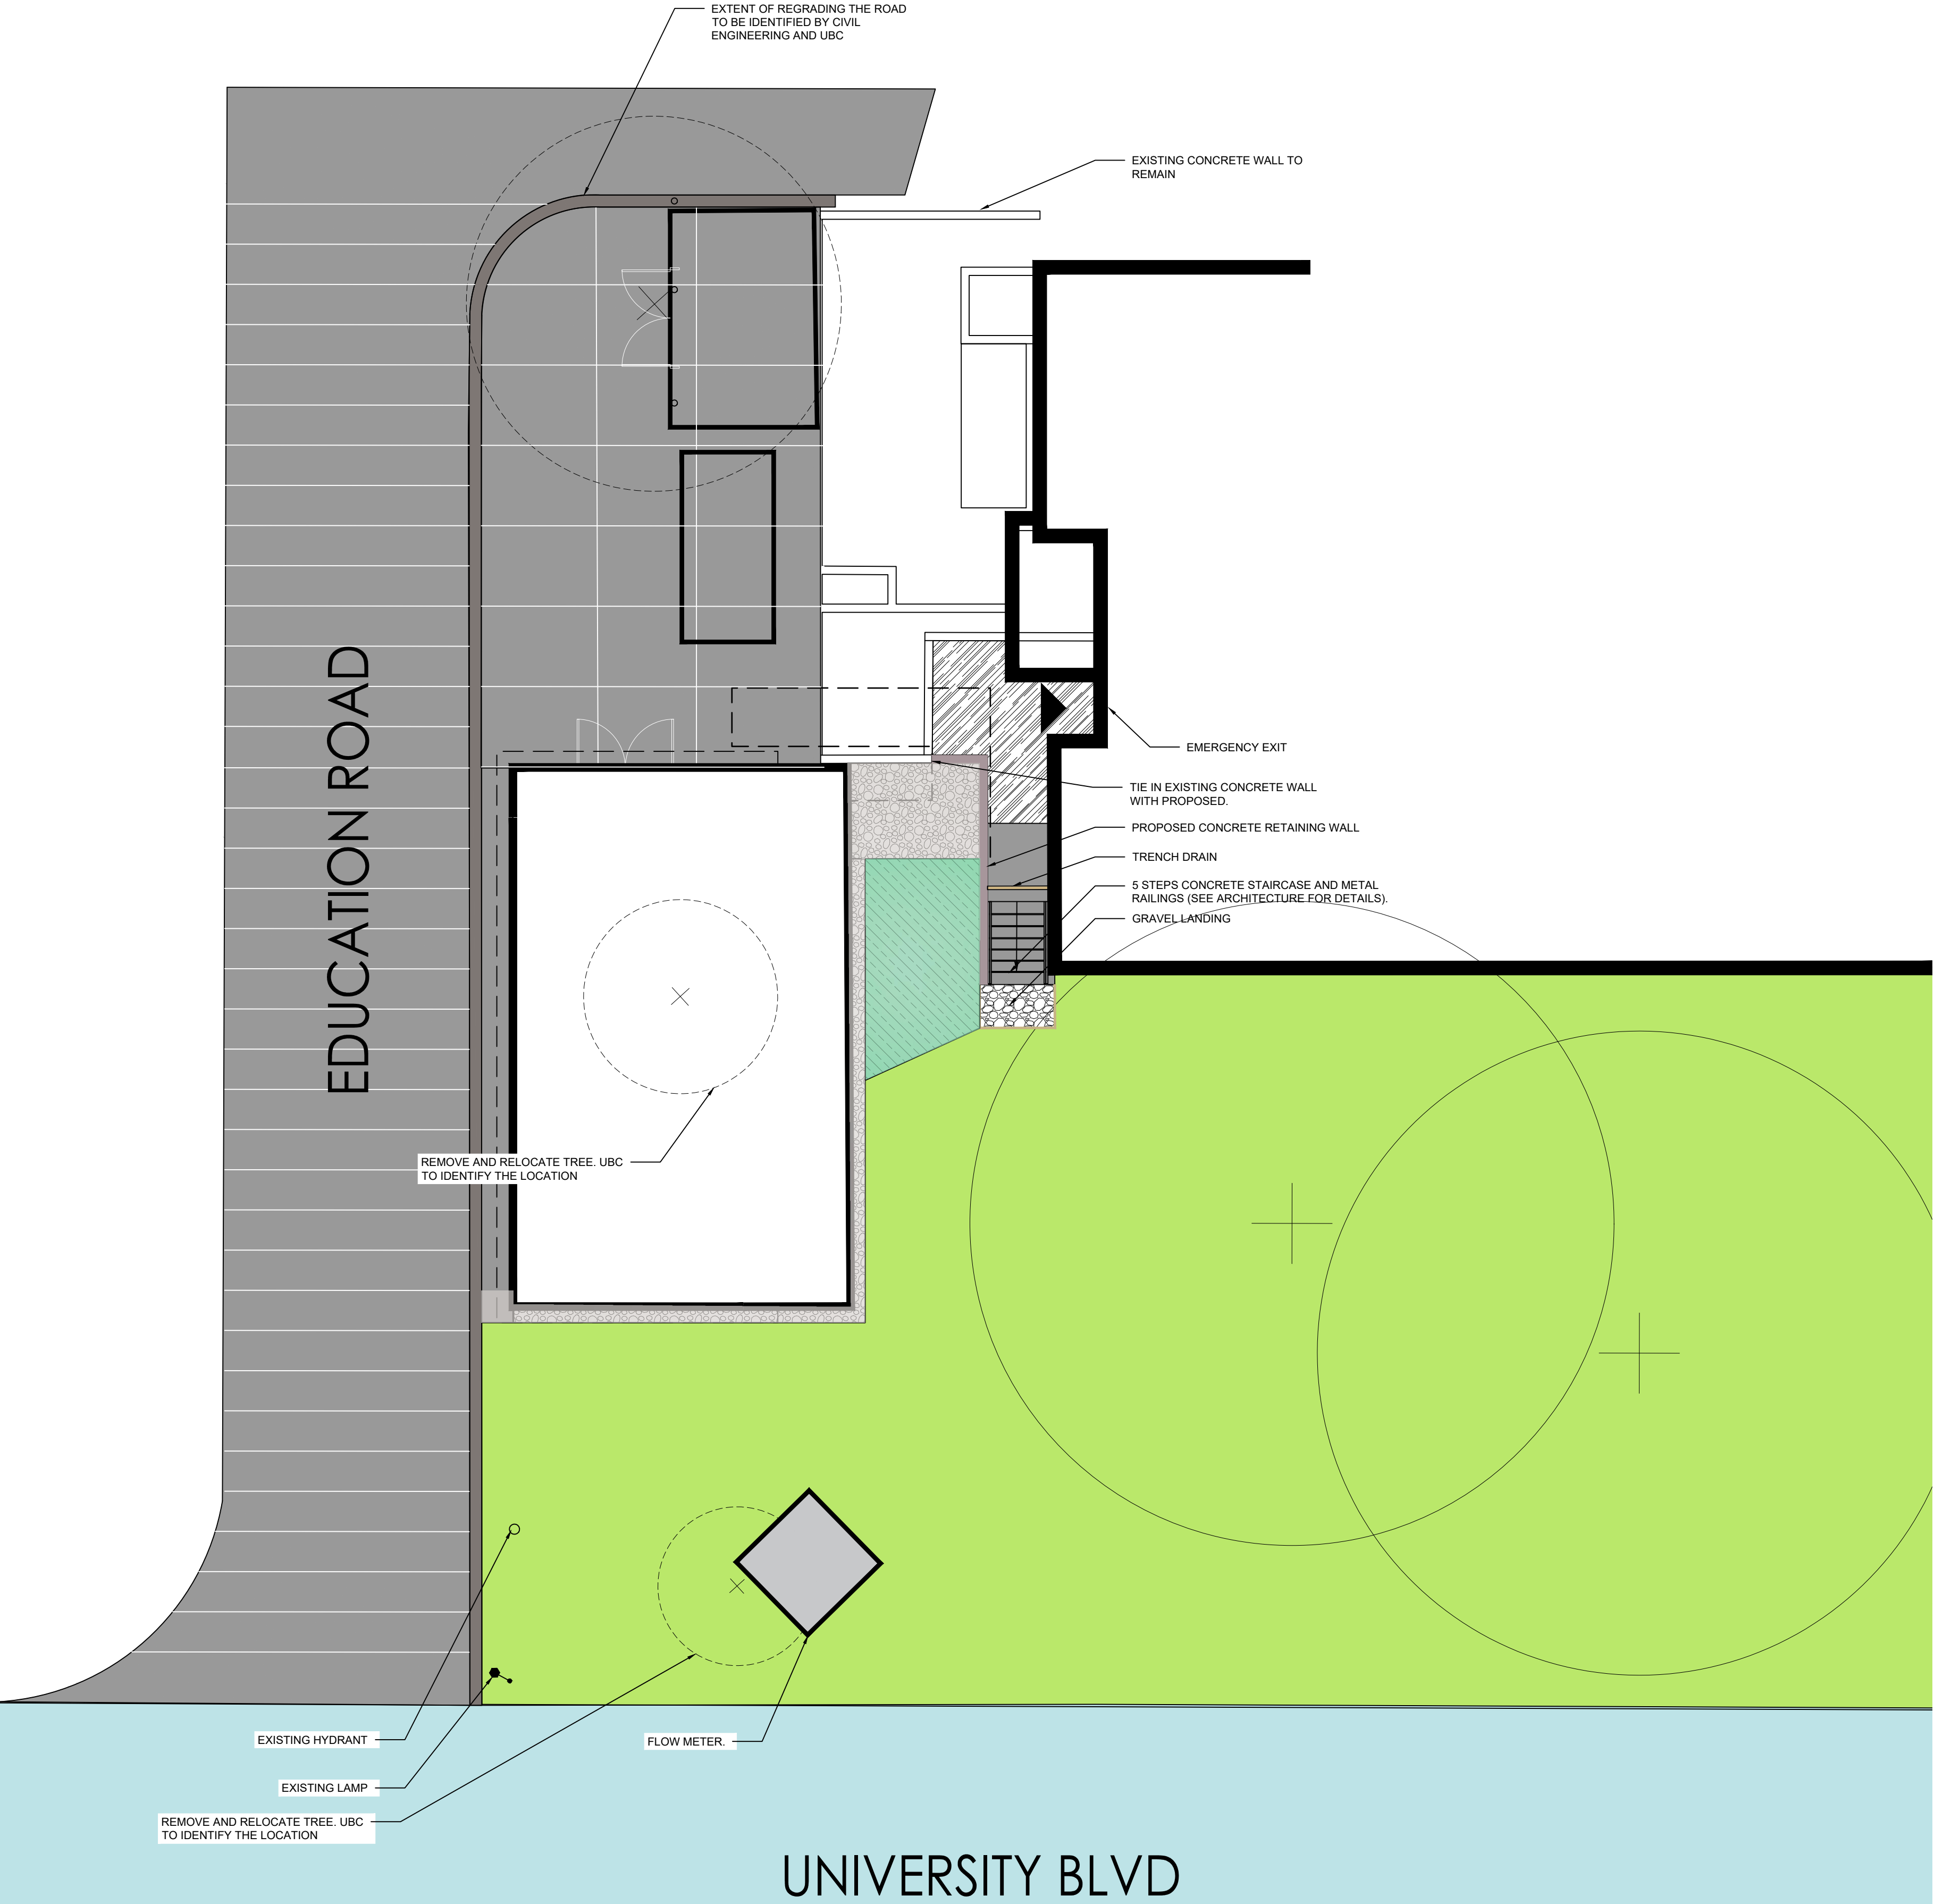 EXTENT OF REGRADING THE ROAD
TO BE IDENTIFIED BY CIVIL
ENGINEERING AND UBC
EXISTING CONCRETE WALL TO
REMAIN
EDUCATION ROAD
EMERGENCY EXIT
TIE IN EXISTING CONCRETE WALL
WITH PROPOSED.
PROPOSED CONCRETE RETAINING WALL
TRENCH DRAIN
5 STEPS CONCRETE STAIRCASE AND METAL
RAILINGS (SEE ARCHITECTURE FOR DETAILS).
GRAVEL LANDING
REMOVE AND RELOCATE TREE. UBC
TO IDENTIFY THE LOCATION
EXISTING HYDRANT
FLOW METER.
EXISTING LAMP
REMOVE AND RELOCATE TREE. UBC
TO IDENTIFY THE LOCATION
UNIVERSITY BLVD